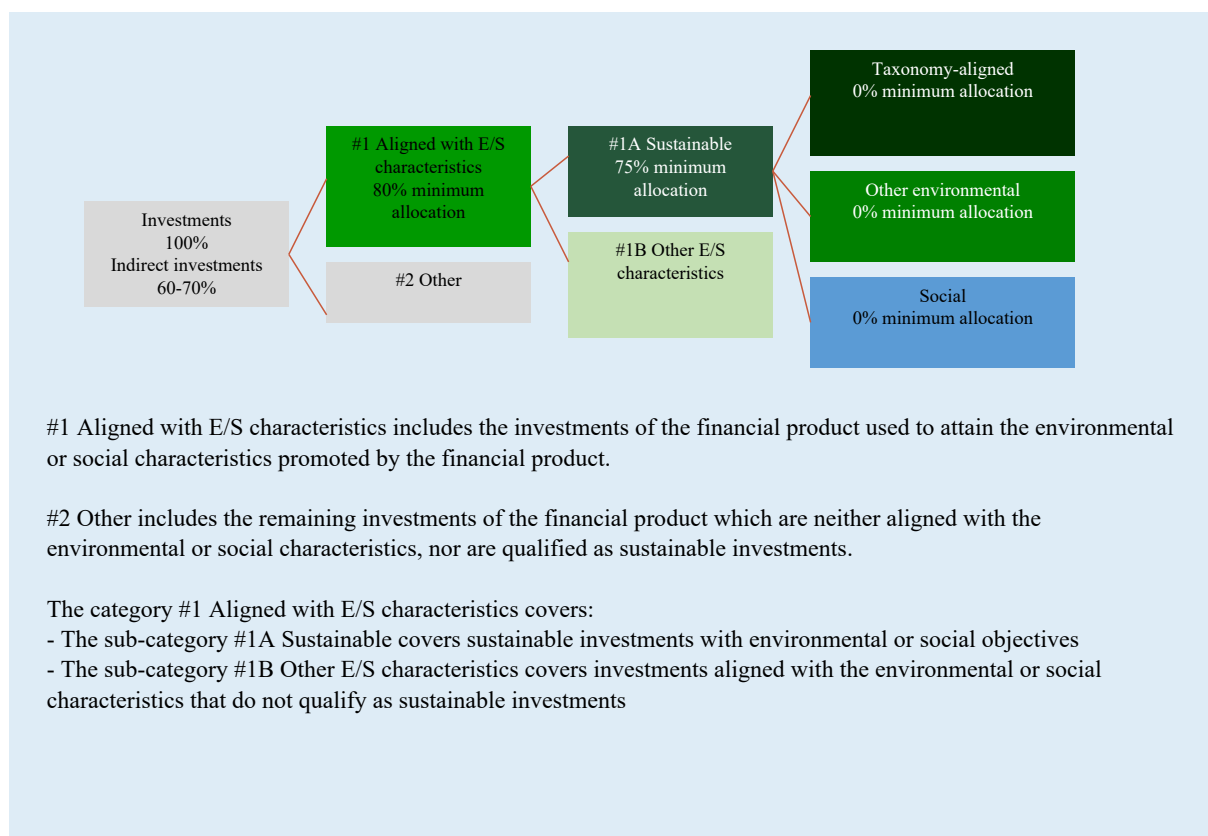 Investments
100%
Indirect investments
60-70%
#1 Aligned with E/S
characteristics
80% minimum
allocation
#2 Other
#1A Sustainable
75% minimum
allocation
#1B Other E/S
characteristics
Taxonomy-aligned
0% minimum allocation
Other environmental
0% minimum allocation
Social
0% minimum allocation
#1 Aligned with E/S characteristics includes the investments of the financial product used to attain the environmental
or social characteristics promoted by the financial product.
#2 Other includes the remaining investments of the financial product which are neither aligned with the
environmental or social characteristics, nor are qualified as sustainable investments.
The category #1 Aligned with E/S characteristics covers:
- The sub-category #1A Sustainable covers sustainable investments with environmental or social objectives
- The sub-category #1B Other E/S characteristics covers investments aligned with the environmental or social
characteristics that do not qualify as sustainable investments